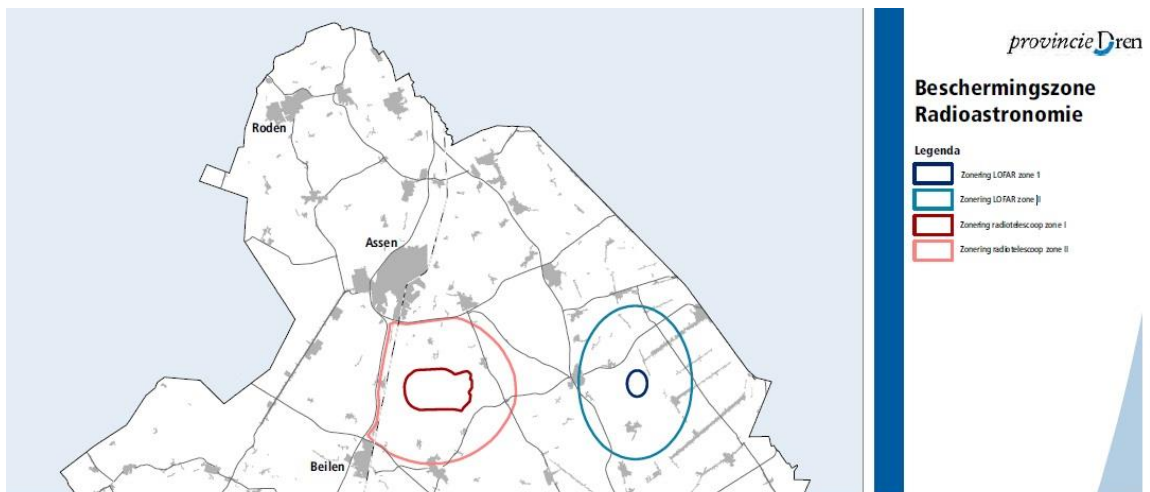 Roden
Assen
Beilen
provincie Dren
Beschermingszone
Radioastronomie
Legenda
Zonering LOFAR zone 1
Zonering LOFAR zone II
Zonering radiotelescoop zone I
Zonering radiotelescoop zone II